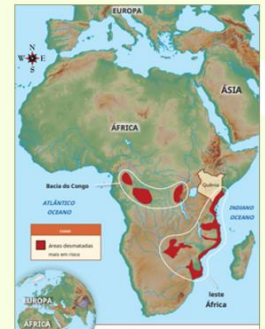 EUROPA
N
W
E
S
ÁSIA
ÁFRICA
Bacia do Congo
Quênia
ATLÂNTICO
OCEANO
INDIANO
OCEANO
áreas desmatadas
mais em risco
leste
África
EUROPA
ÁFRICA